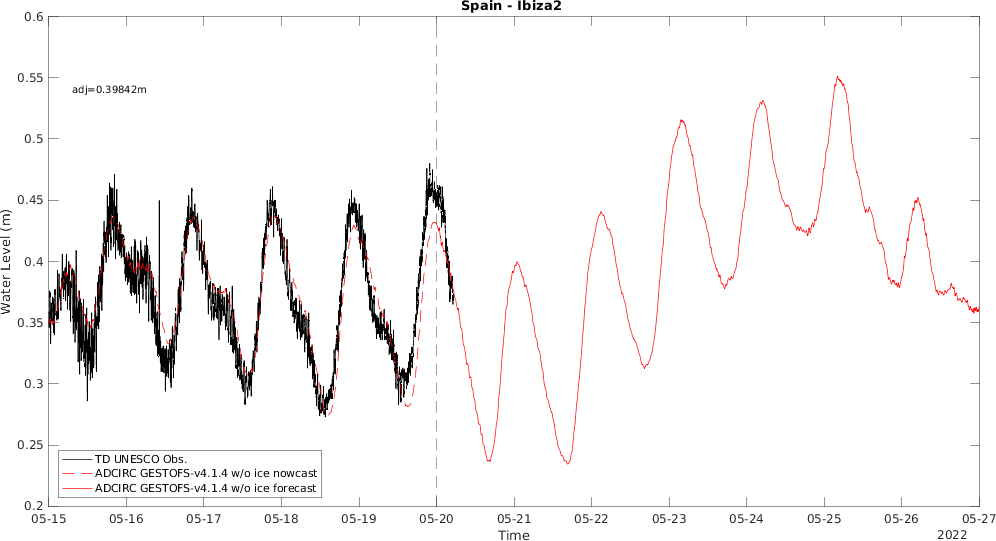 Spain - Ibiza2
0.6
0.55
0.5
0.45
0.4
0.35
0.3
0.25
0.2
Water Level (m)
adj=0.39842m
TD UNESCO Obs.
ADCIRC GESTOFS-v4.1.4 w/o ice nowcast
ADCIRC GESTOFS-v4.1.4 w/o ice forecast
05-15 05-16 05-17 05-18 05-19 05-20 05-21 05-22 05-23 05-24 05-25 05-26 05-27
Time
2022